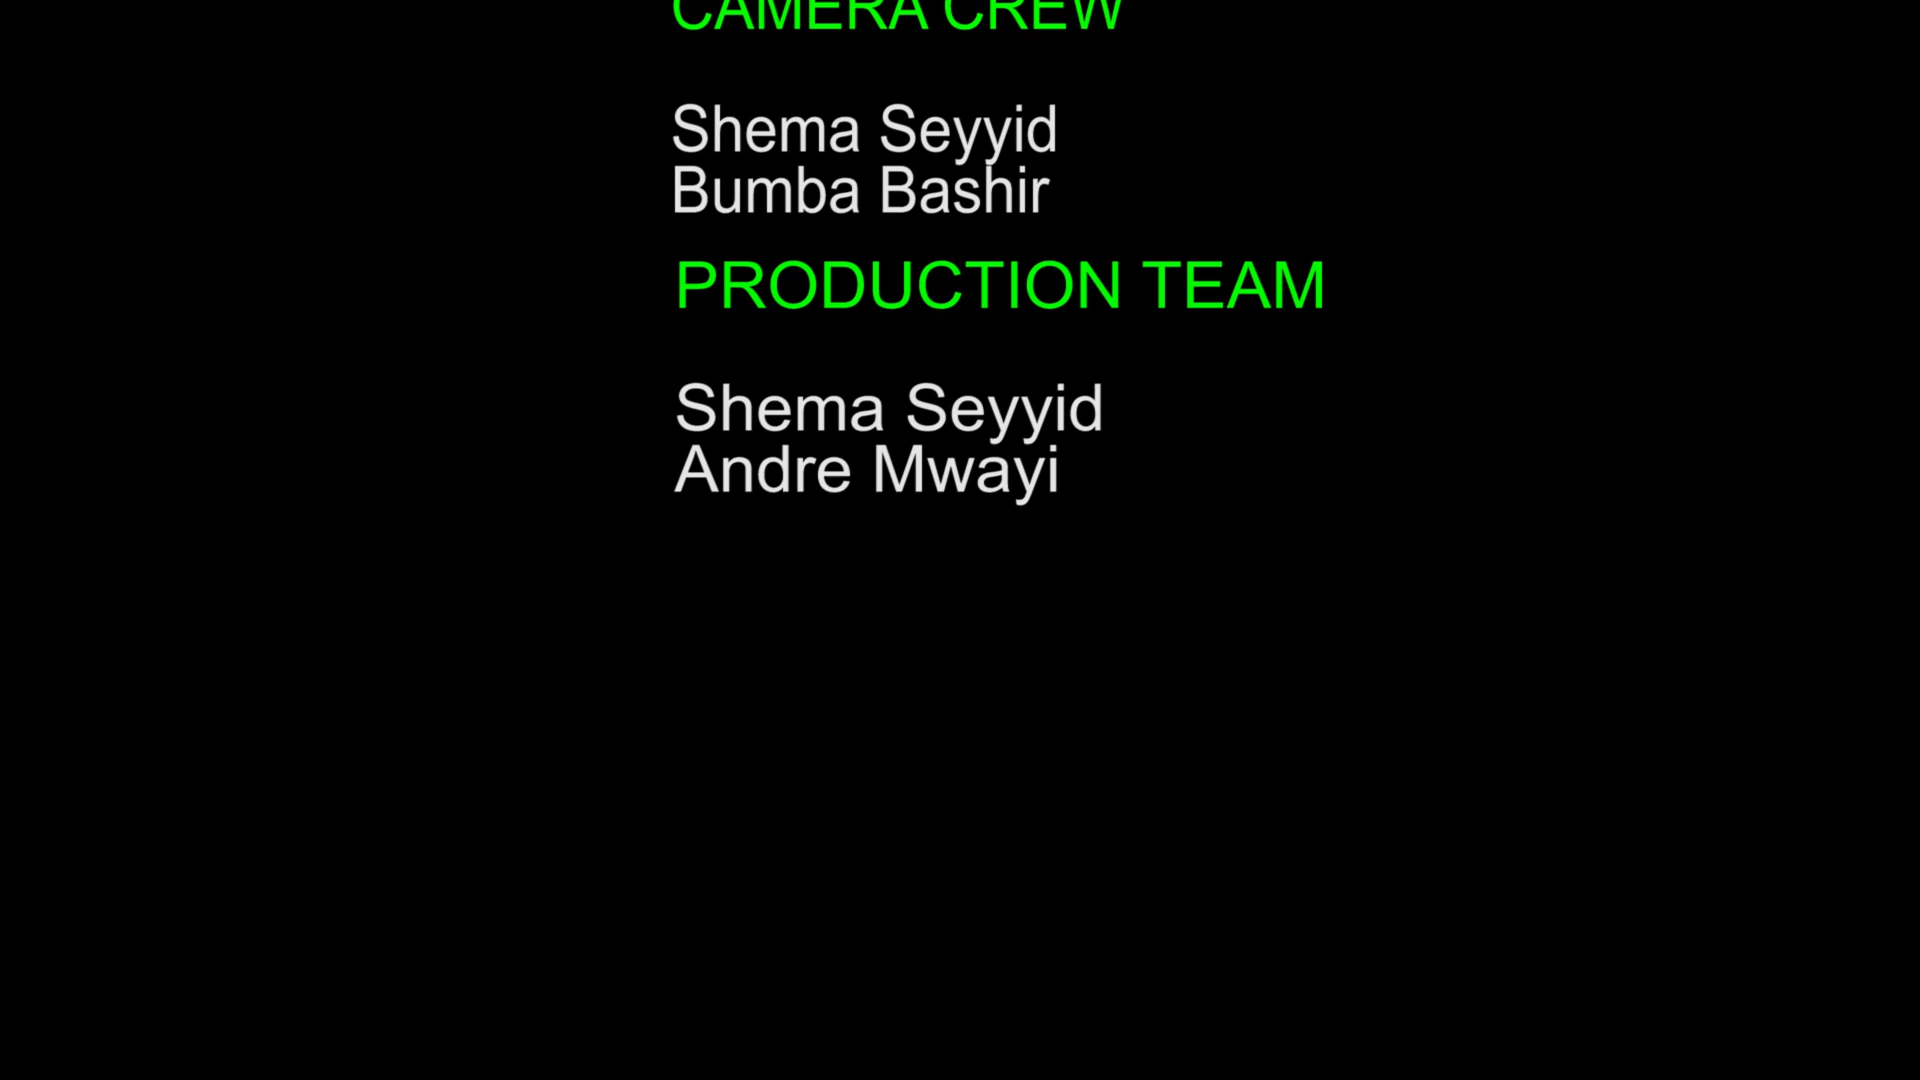 CAMERA CREW
Shema Seyyid
Bumba Bashir
PRODUCTION TEAM
Shema Seyyid
Andre Mwayi